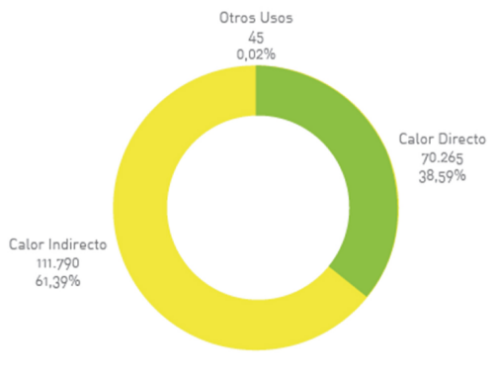 Otros Usos
45
0,02%
Calor Directo
70.265
38,59%
Calor Indirecto
111.790
61,39%